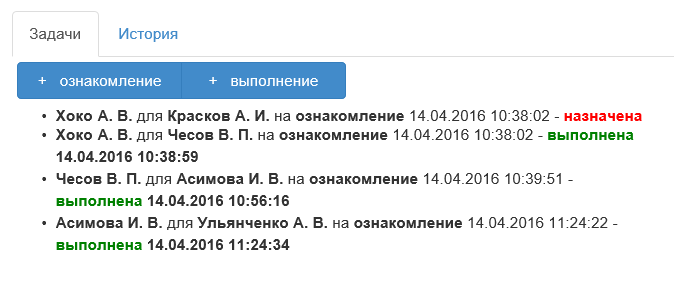 Задачи История
+ ознакомление + выполнение
• Хоко А. В. для Красков А. И. на ознакомление 14.04.2016 10:38:02 - назначена
• Хоко А. В. для Чесов В. П. на ознакомление 14.04.2016 10:38:02 - выполнена
14.04.2016 10:38:59
• Чесов В. П. для Асимова И. В. на ознакомление 14.04.2016 10:39:51 -
выполнена 14.04.2016 10:56:16
• Асимова И. В. для Ульянченко А. В. на ознакомление 14.04.2016 11:24:22 -
выполнена 14.04.2016 11:24:34